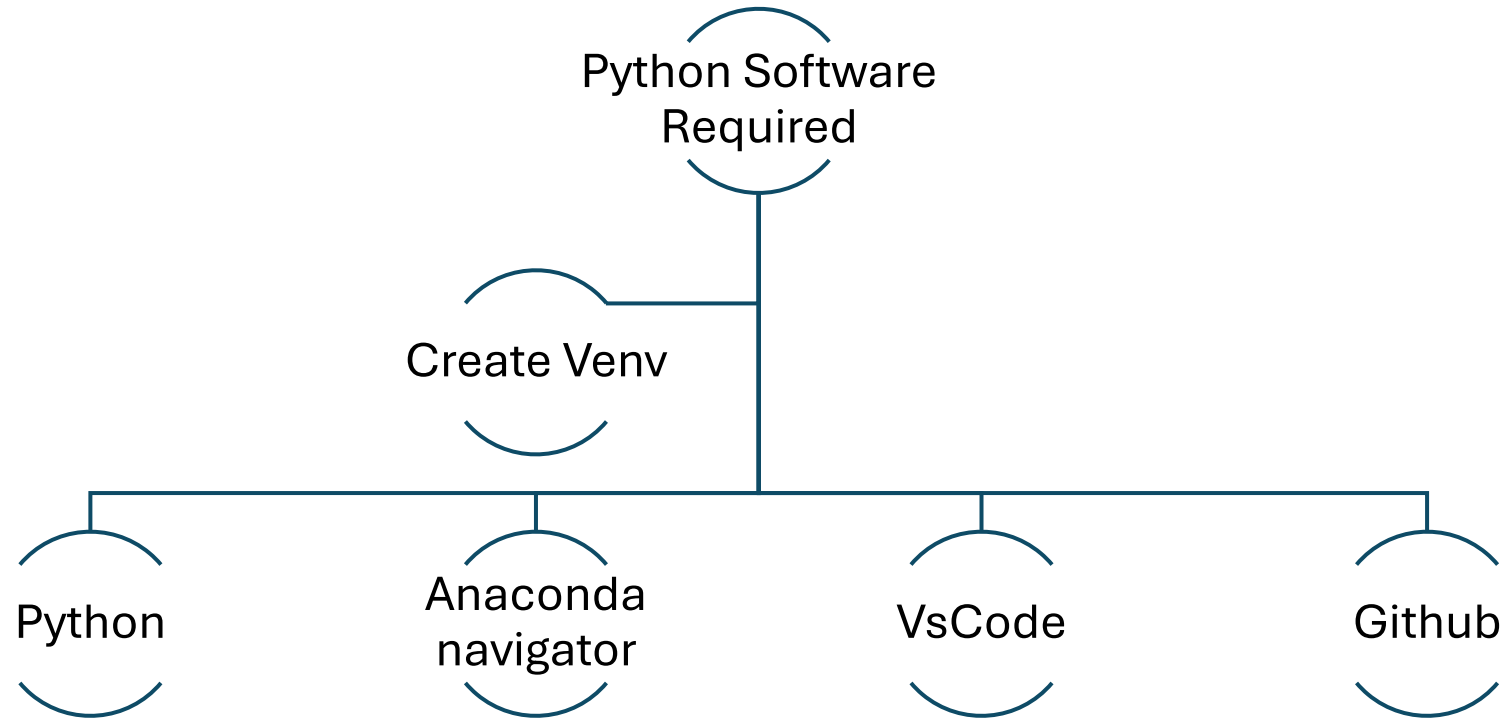 Python Software
Required
Create Venv
Python
Anaconda
navigator
VsCode
Github